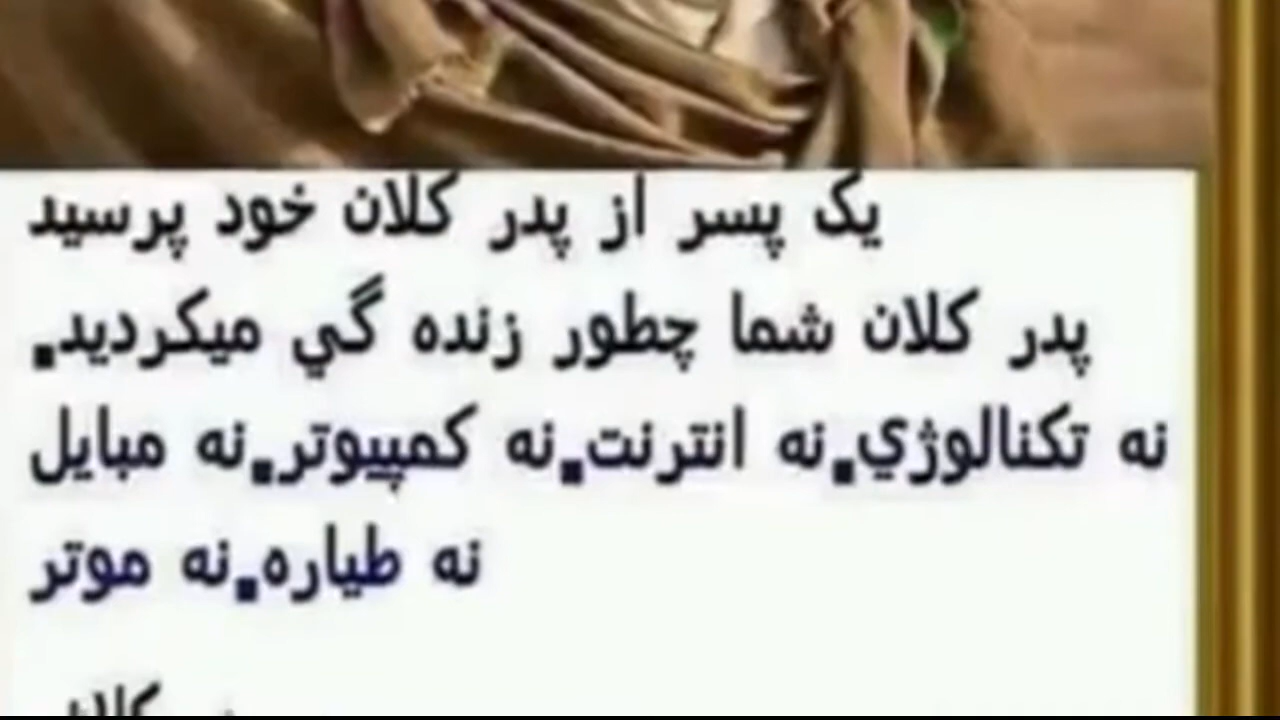 یک پسر از پدر کلان خود پرسید
پدر کلان شما چطور زنده گي میکردید.
نه تکنالوژي.نه انترنت.نه کمپیوتر.نه مبایل
نه طیاره.نه موتر